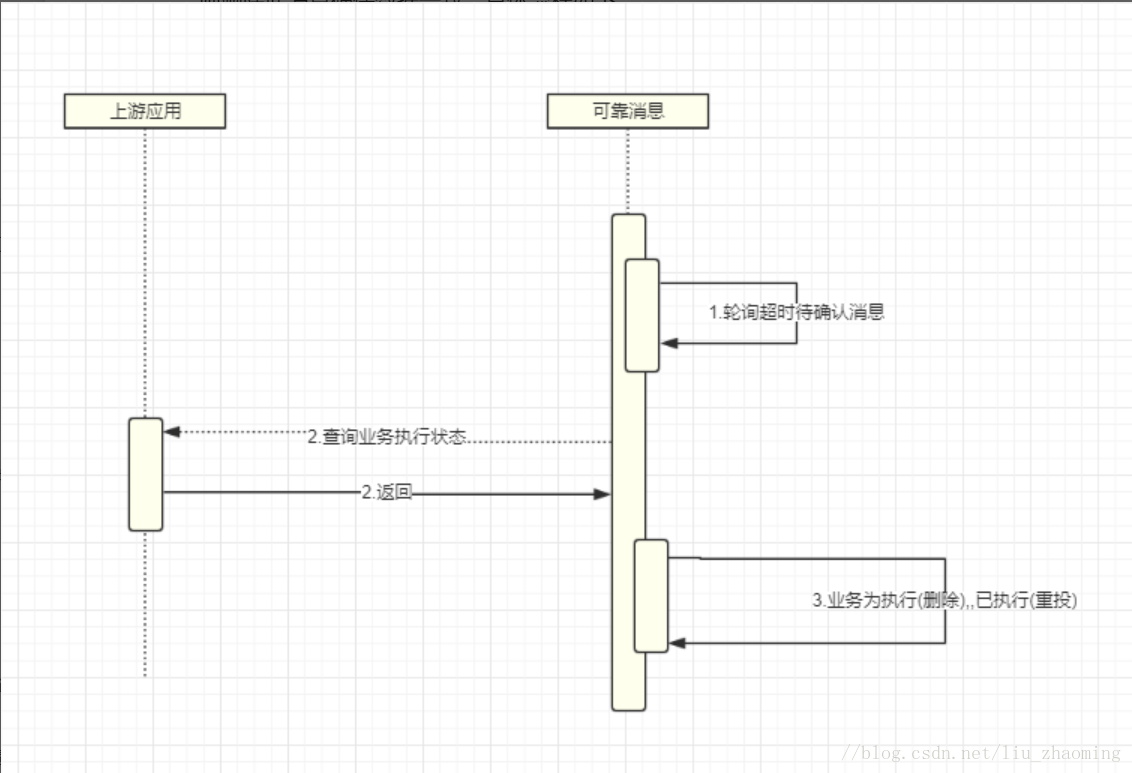 上游应用
可靠消息
1.轮询超时待确认消息
2.查询业务执行状态
2.返回
3.业务为执行(删除),,已执行(重投)
//blog.csdn.net/liu_zhaoming